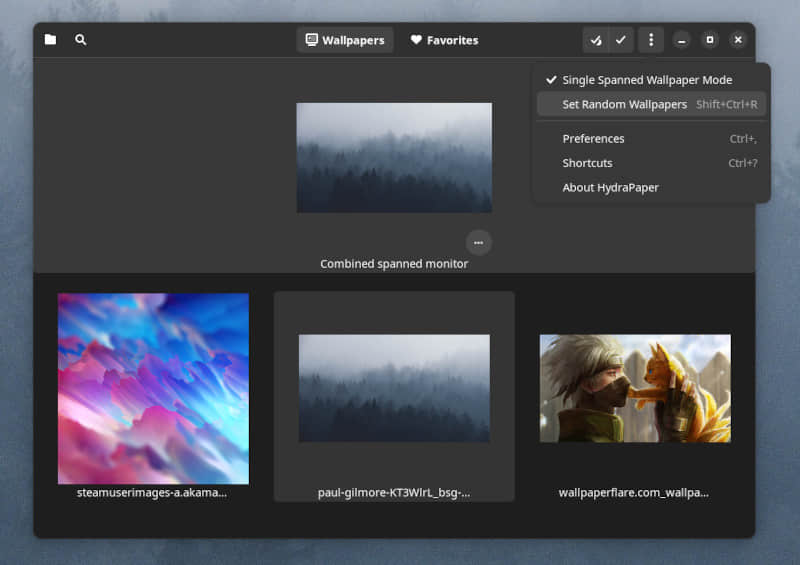 Wallpapers
Favorites
Single Spanned Wallpaper Mode
Set Random Wallpapers Shift+Ctrl+R
Preferences Ctrl+,
Shortcuts Ctrl+?
About HydraPaper
Combined spanned monitor
steamuserimages-a.akama...
paul-gilmore-KT3WlrL_bsg-...
wallpaperflare.com_wallpa...